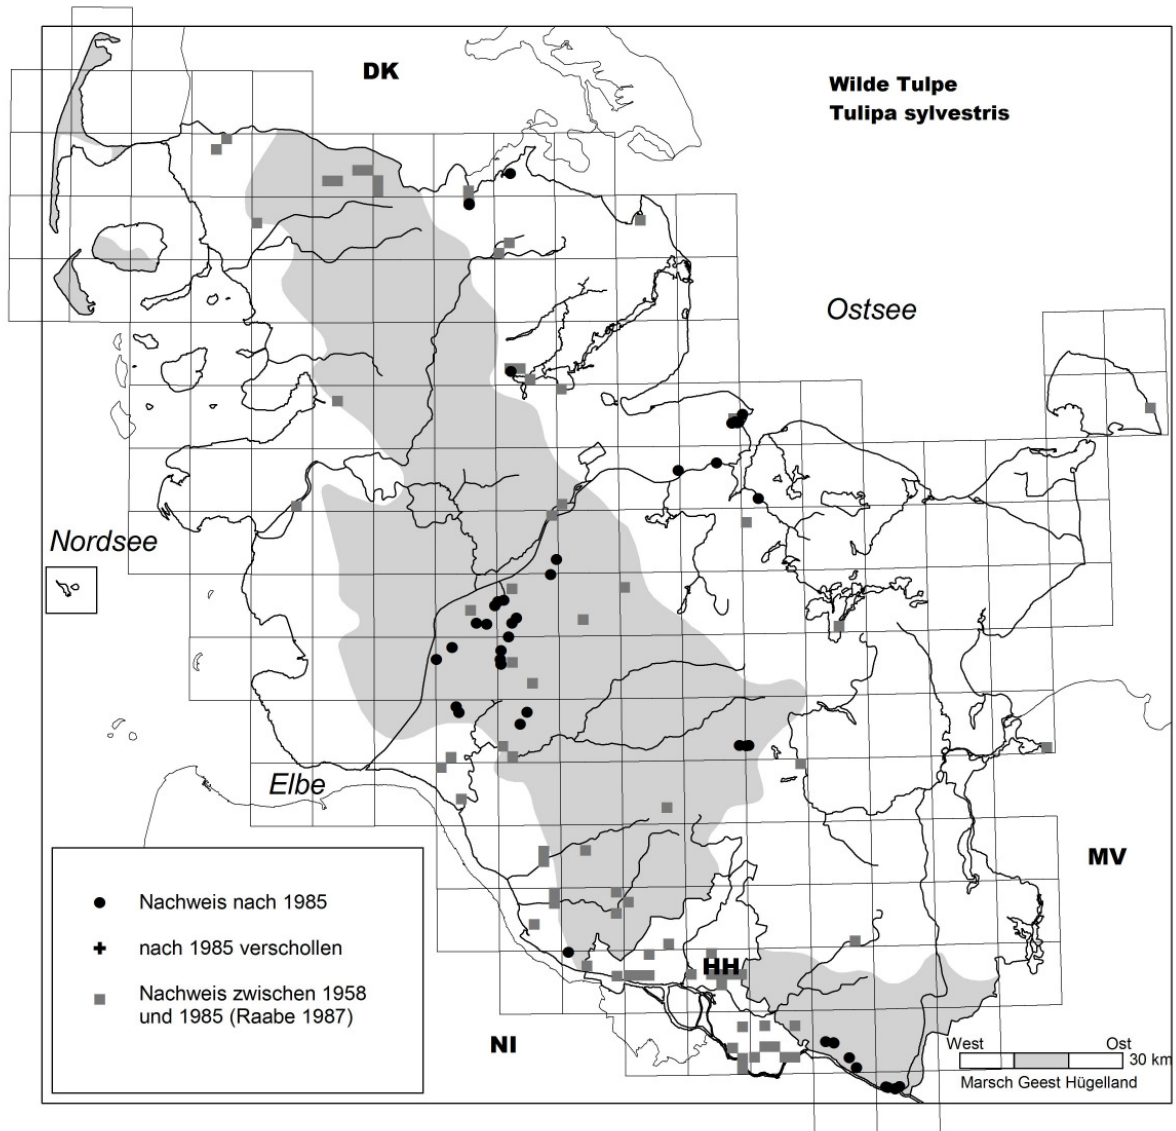 DK
Wilde Tulpe
Tulipa sylvestris
Ostsee
Nordsee
Elbe
MV
HH
NI
Nachweis nach 1985
nach 1985 verschollen
Nachweis zwischen 1958
und 1985 (Raabe 1987)
West Ost
30 km
Marsch Geest Hügelland